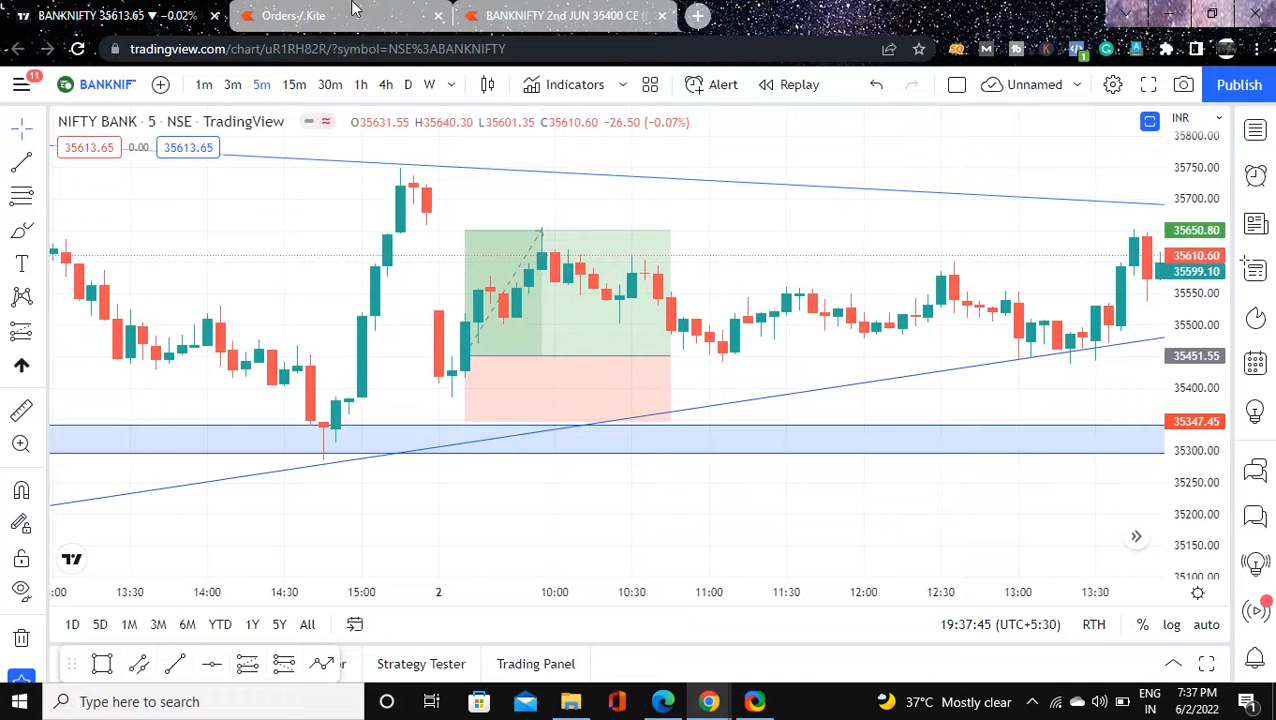 BANKNIFTY 35613.65 ▼ −0.02%
Orders / Kite
BANKNIFTY 2nd JUN 35400 CE (
tradingview.com/chart/uR1RH82R/?symbol=NSE%3ABANKNIFTY
1
11
BANKNIF
1m 3m 5m 15m 30m 1h 4h D W
Indicators
Alert
Replay
Unnamed
Publish
NIFTY BANK · 5 · NSE · TradingView
O35631.55 H35640.30 L35601.35 C35610.60 −26.50 (−0.07%)
INR
35613.65 0.00 35613.65
35800.00
35750.00
35700.00
35650.80
35610.60
35599.10
35550.00
35500.00
35451.55
35400.00
35347.45
35300.00
35250.00
35200.00
35150.00
35100.00
:00 13:30 14:00 14:30 15:00 2 10:00 10:30 11:00 11:30 12:00 12:30 13:00 13:30
1D 5D 1M 3M 6M YTD 1Y 5Y All
19:37:45 (UTC+5:30)
RTH
% log auto
or
Strategy Tester
Trading Panel
Type here to search
37°C Mostly clear
ENG
IN
7:37 PM
6/2/2022
1